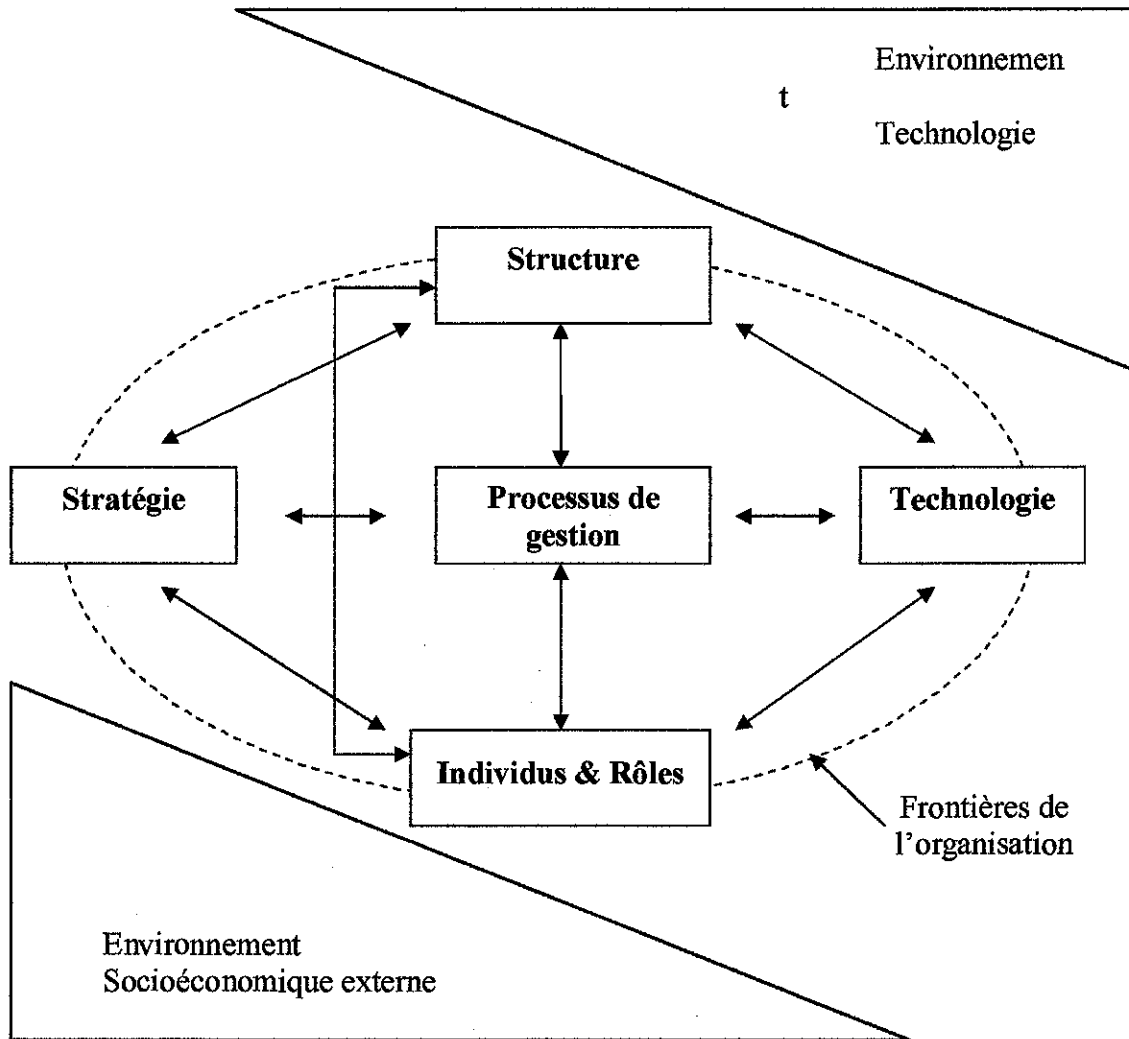 Environnemen
t
Technologie
Structure
Stratégie
Processus de
gestion
Technologie
Individus & Rôles
Frontières de
l'organisation
Environnement
Socioéconomique externe